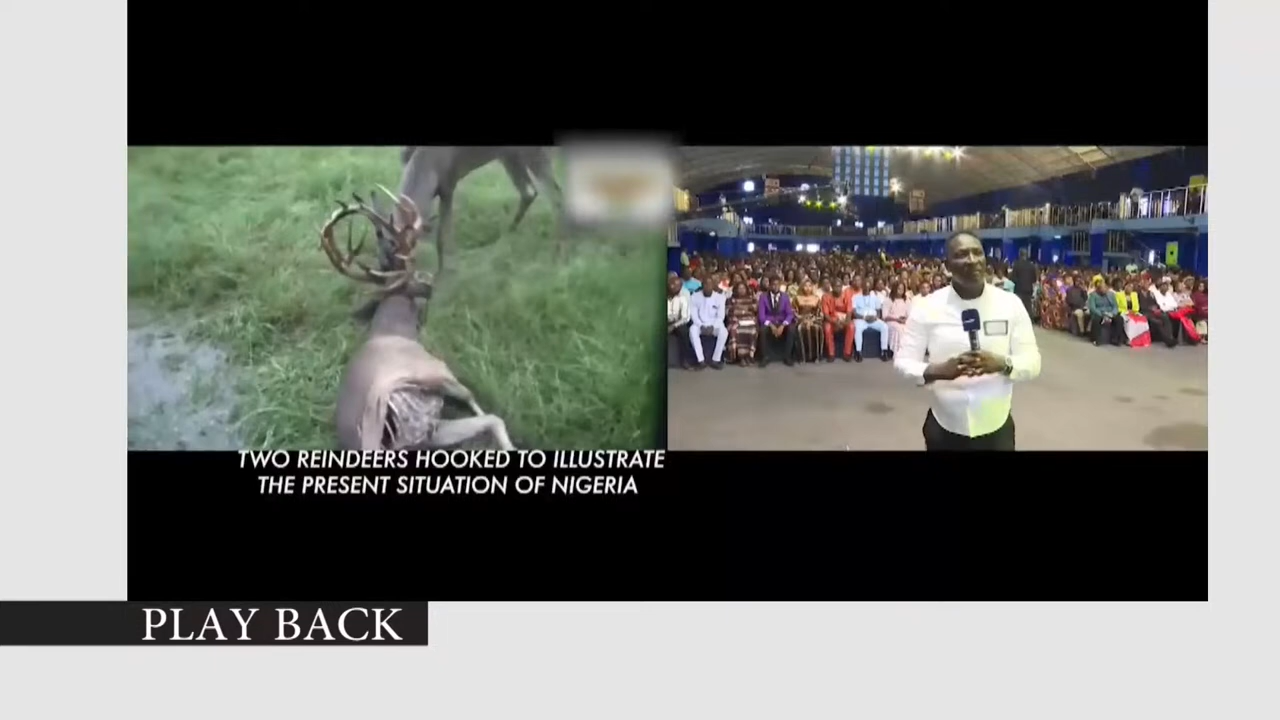 TWO REINDEERS HOOKED TO ILLUSTRATE
THE PRESENT SITUATION OF NIGERIA
PLAY BACK